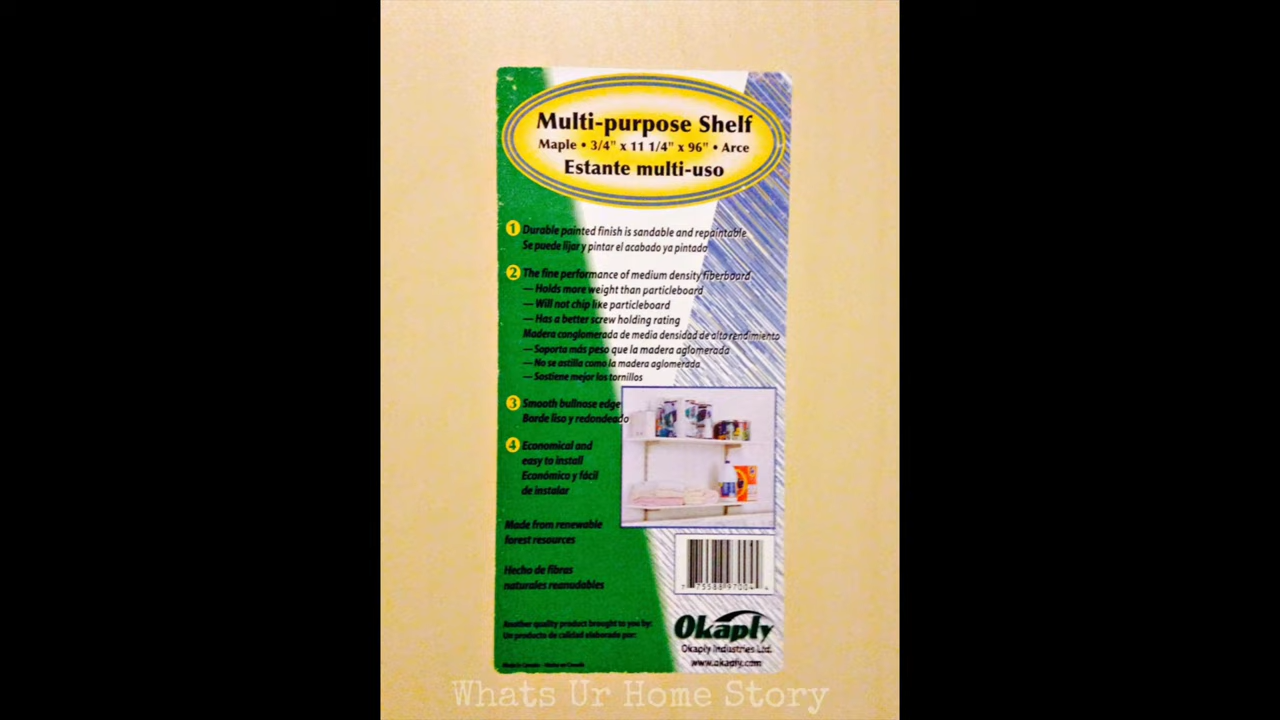 Multi-purpose Shelf
Maple • 3/4" x 11 1/4" x 96" • Arce
Estante multi-uso
1 Durable painted finish is sandable and repaintable.
Se puede lijar y pintar el acabado ya pintado
2 The fine performance of medium density fiberboard
— Holds more weight than particleboard
— Will not chip like particleboard
— Has a better screw holding rating
Madera conglomerada de media densidad de alto rendimiento
— Soporta más peso que la madera aglomerada
— No se astilla como la madera aglomerada
— Sostiene mejor los tornillos
3 Smooth bullnose edge
Borde liso y redondeado
4 Economical and
easy to install
Económico y fácil
de instalar
Made from renewable
forest resources
Hecho de fibras
naturales reanudables
Another quality product brought to you by:
Un producto de calidad elaborado por:
Okaply
Okaply Industries Ltd.
www.okaply.com
Whats Ur Home Story